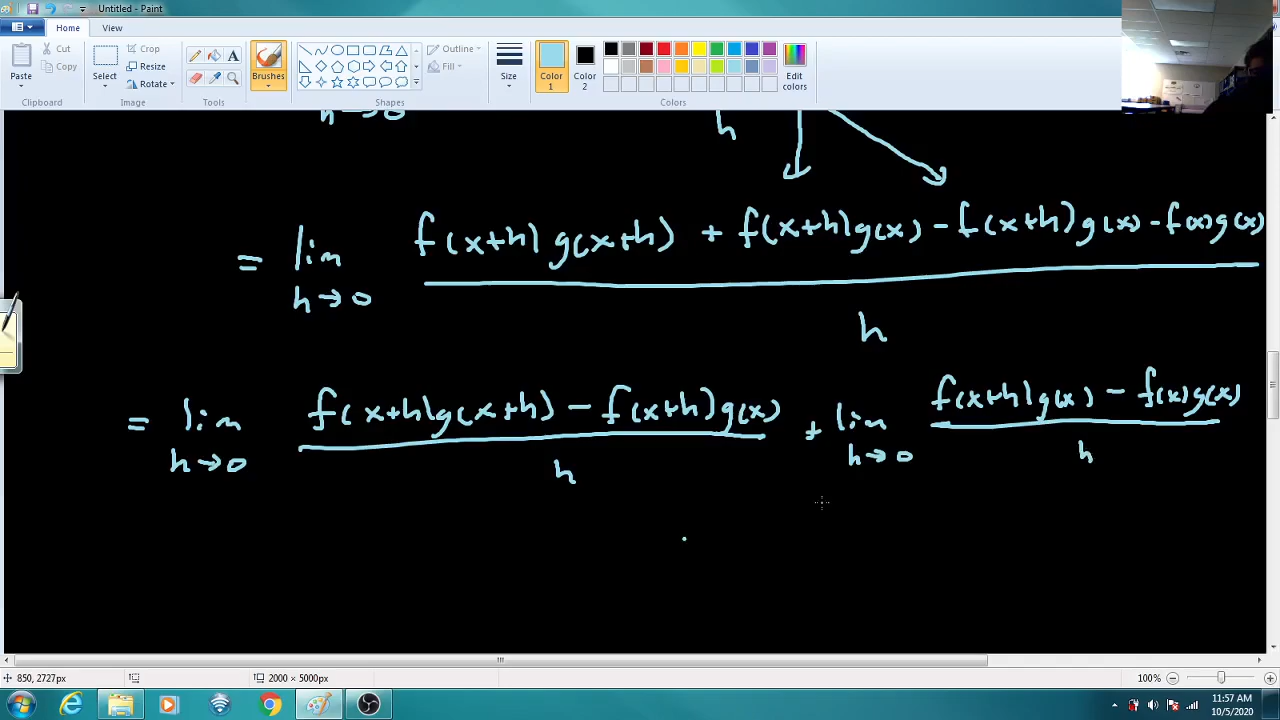 Untitled - Paint
Home View
Paste Cut Copy Clipboard
Select Crop Resize Rotate Image
Tools
Brushes
Shapes Outline Fill
Size
Color 1 Color 2 Edit colors Colors
h→0 h
= lim h→0 (f(x+h)g(x+h) + f(x+h)g(x) - f(x+h)g(x) - f(x)g(x)) / h
= lim h→0 (f(x+h)g(x+h) - f(x+h)g(x)) / h + lim h→0 (f(x+h)g(x) - f(x)g(x)) / h
850, 2727px 2000 × 5000px 100%
11:57 AM
10/5/2020